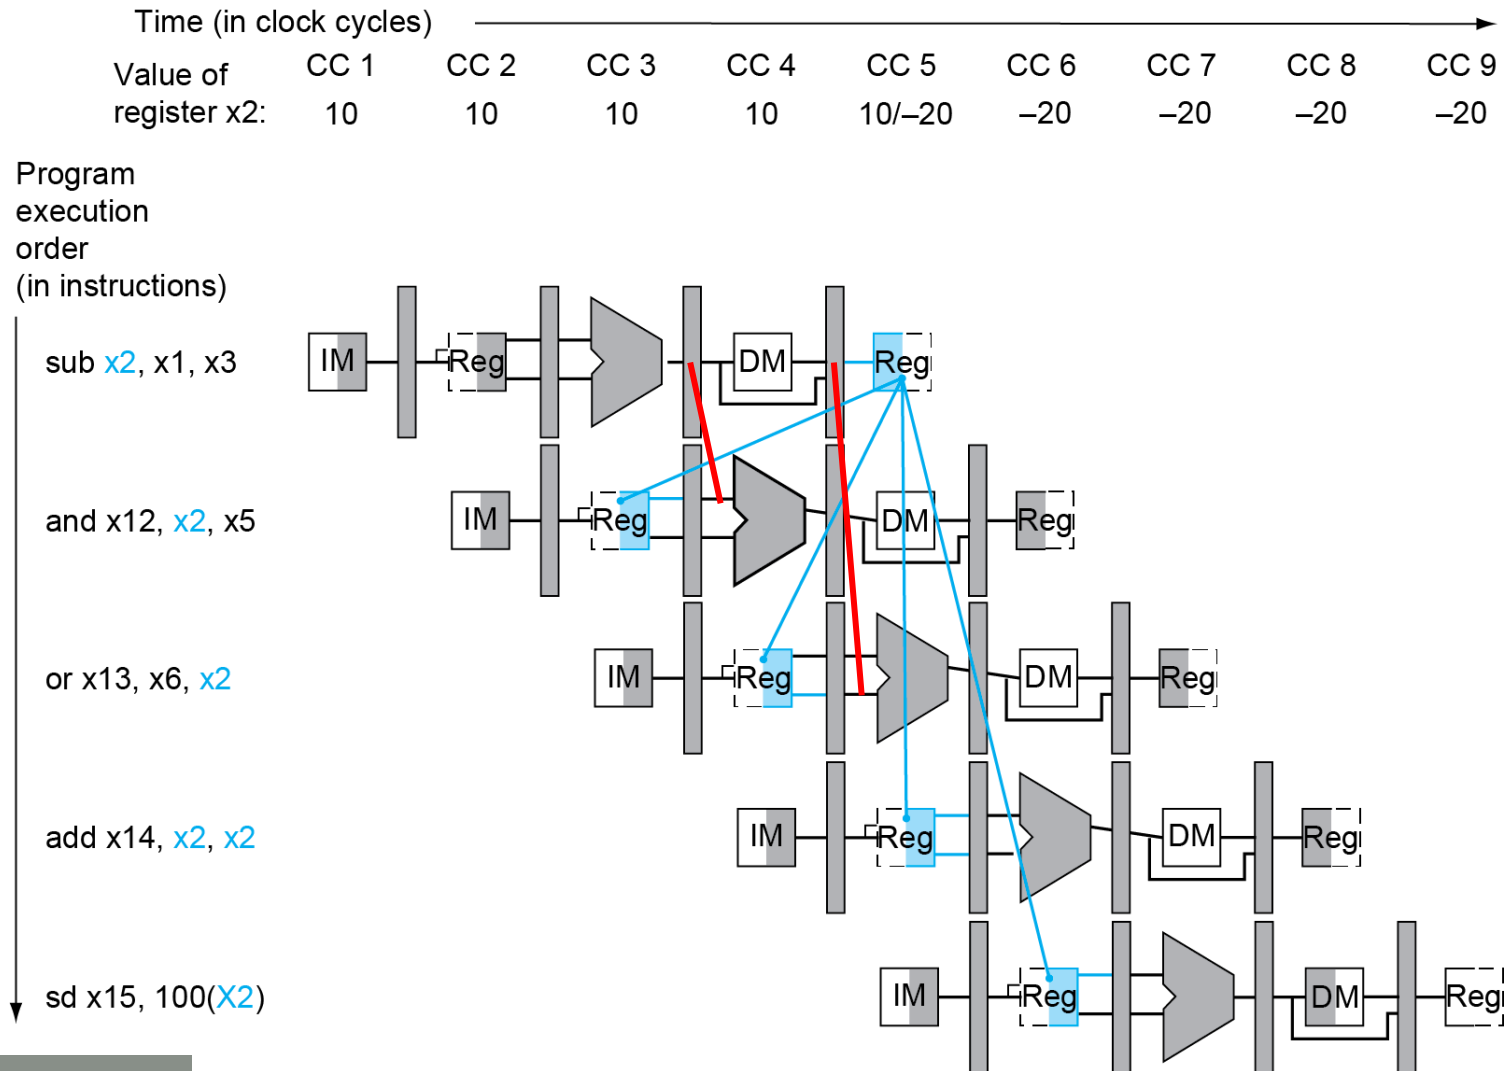 Time (in clock cycles)
Value of register x2:
CC 1 CC 2 CC 3 CC 4 CC 5 CC 6 CC 7 CC 8 CC 9
10 10 10 10 10/–20 –20 –20 –20 –20
Program
execution
order
(in instructions)
sub x2, x1, x3
IM Reg DM Reg
and x12, x2, x5
IM Reg DM Reg
or x13, x6, x2
IM Reg DM Reg
add x14, x2, x2
IM Reg DM Reg
sd x15, 100(X2)
IM Reg DM Reg